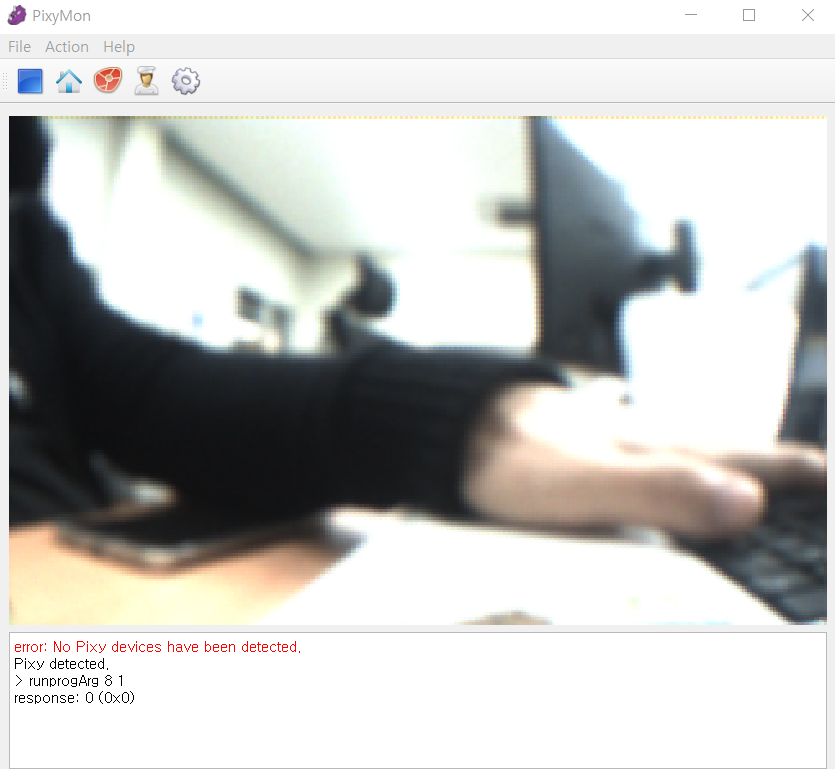 PixyMon
File Action Help
error: No Pixy devices have been detected.
Pixy detected.
> runprogArg 8 1
response: 0 (0x0)